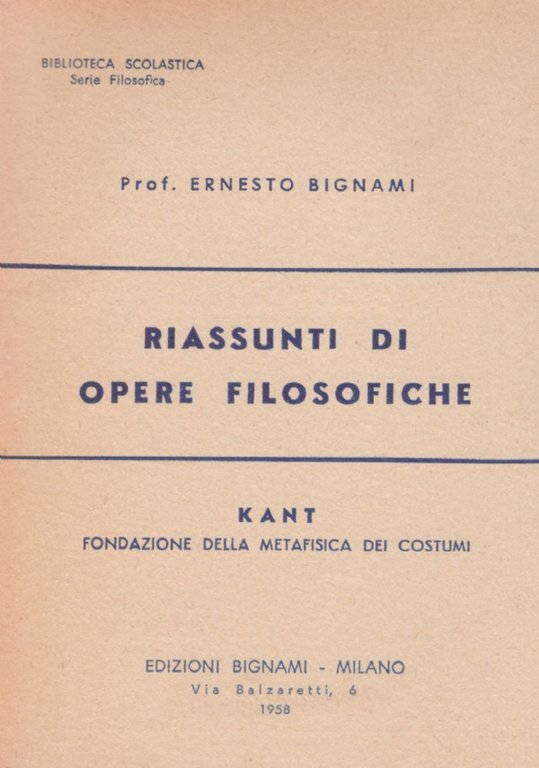 BIBLIOTECA SCOLASTICA
Serie Filosofica
Prof. ERNESTO BIGNAMI
RIASSUNTI DI
OPERE FILOSOFICHE
KANT
FONDAZIONE DELLA METAFISICA DEI COSTUMI
EDIZIONI BIGNAMI - MILANO
Via Balzaretti, 6
1958